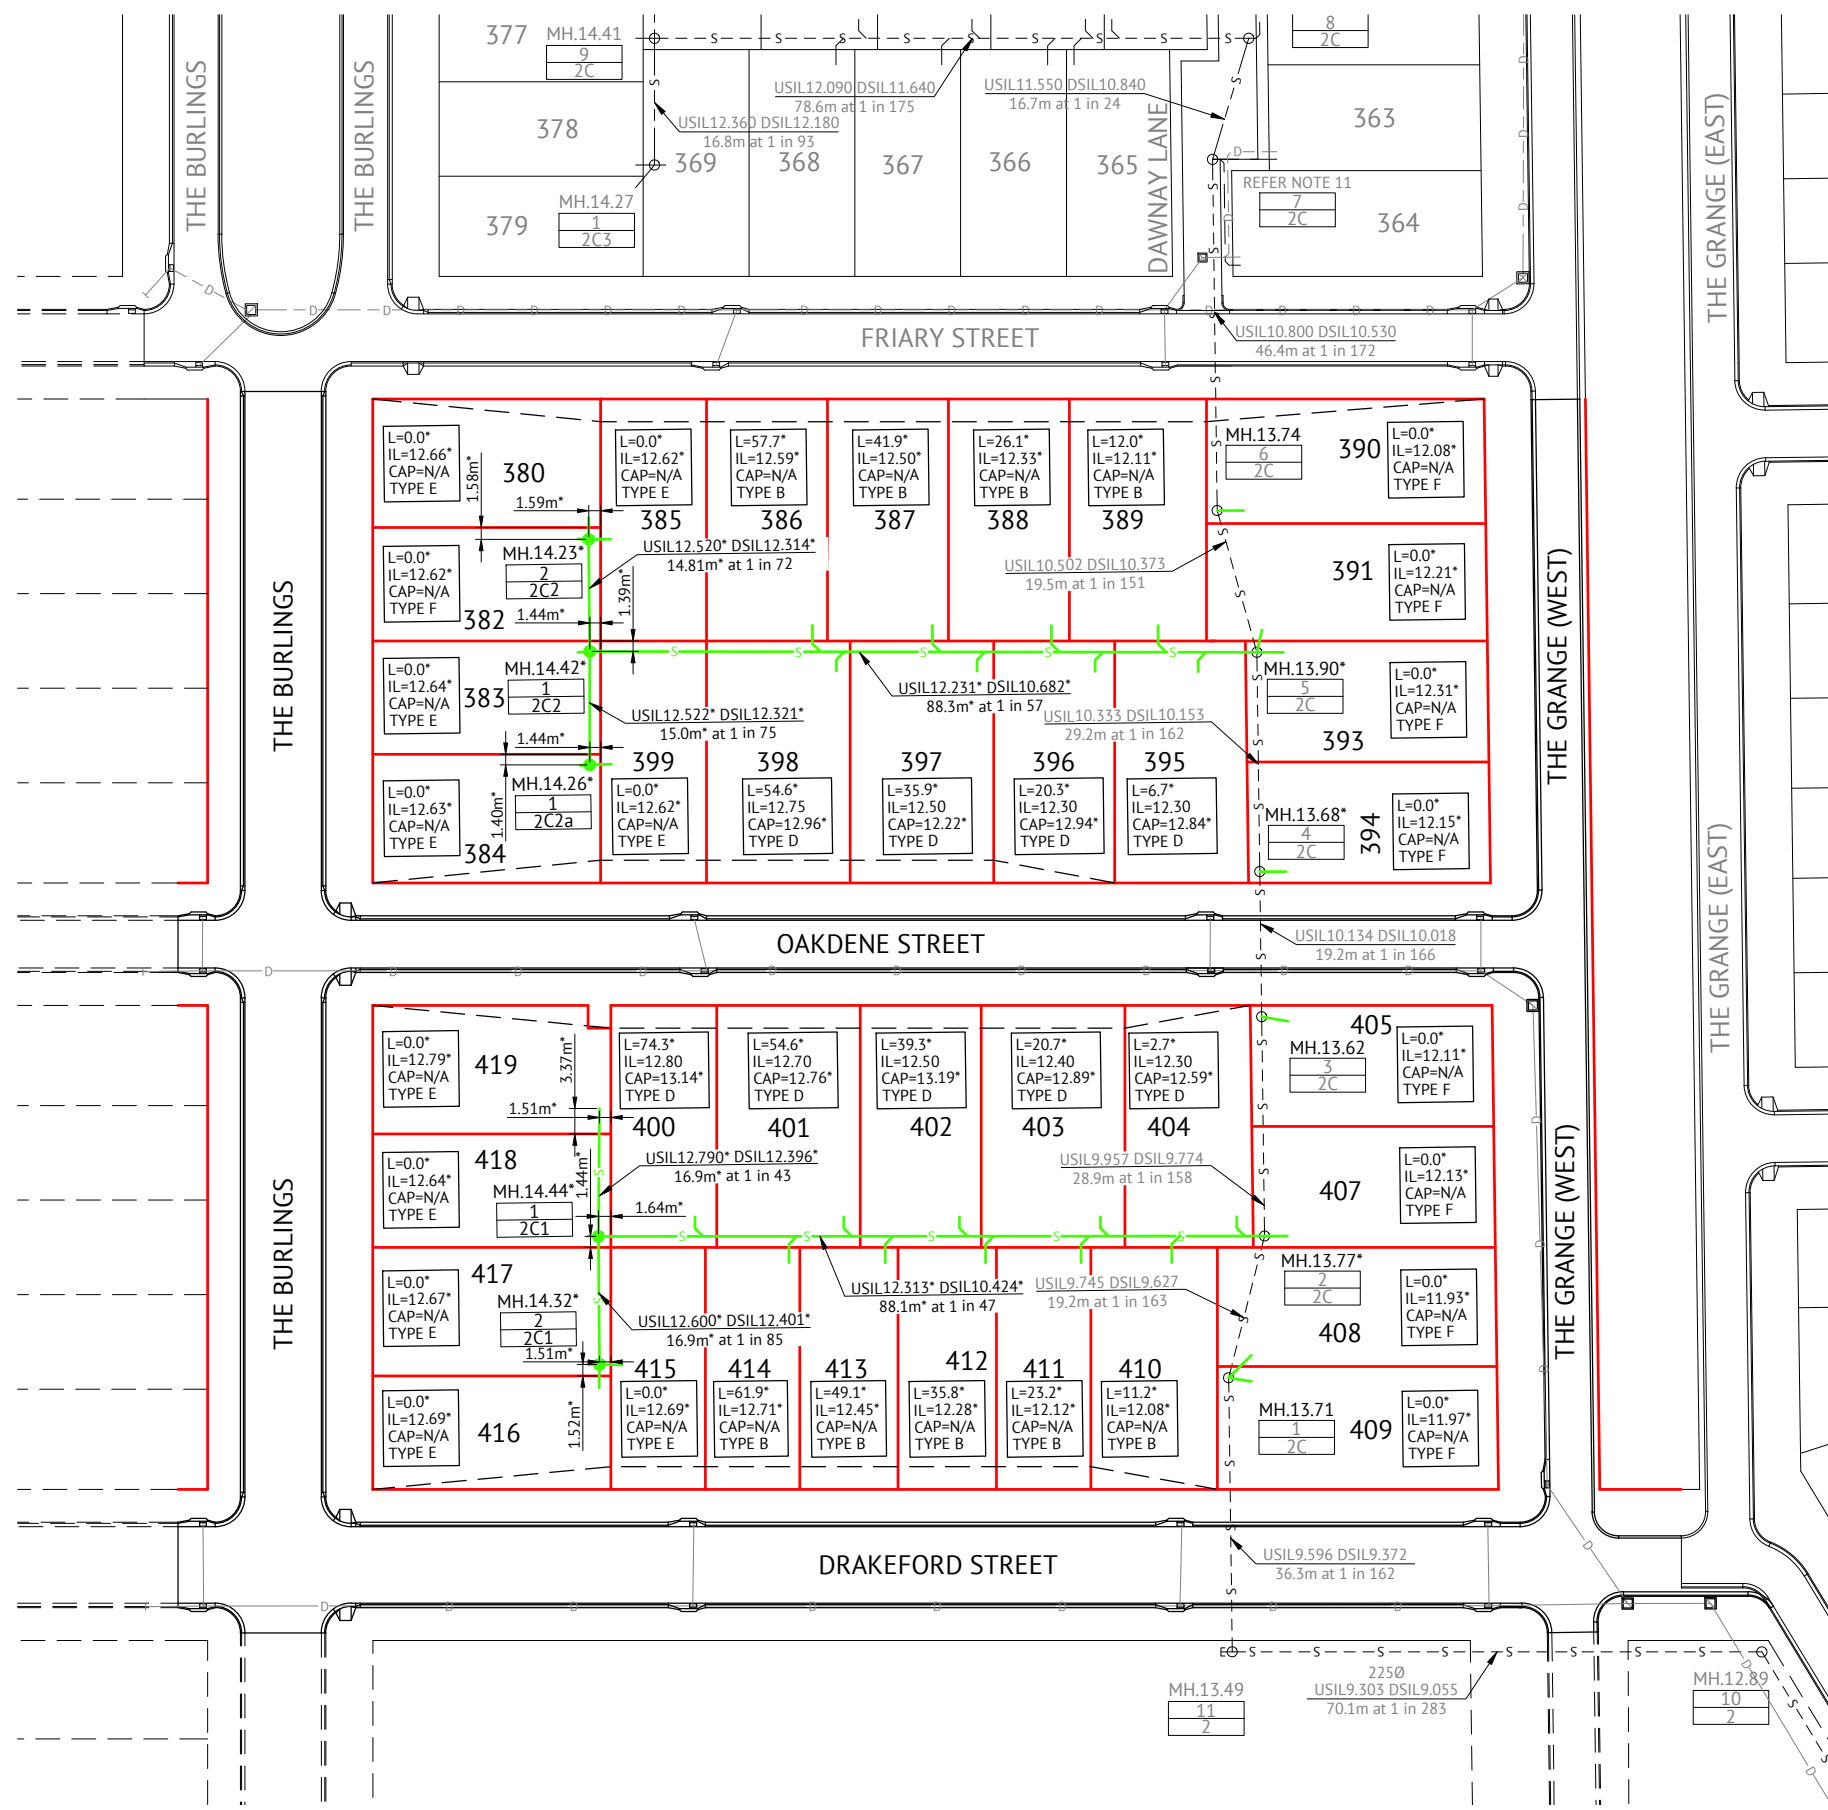 377
MH.14.41
9
2C
8
2C
THE BURLINGS
THE BURLINGS
USIL12.090 DSIL11.640
78.6m at 1 in 175
USIL11.550 DSIL10.840
16.7m at 1 in 24
378
USIL12.360 DSIL12.180
16.8m at 1 in 93
363
369
368
367
366
365
DAWNAY LANE
THE GRANGE (EAST)
REFER NOTE 11
7
2C
364
379
MH.14.27
1
2C3
FRIARY STREET
USIL10.800 DSIL10.530
46.4m at 1 in 172
L=0.0*
IL=12.66*
CAP=N/A
TYPE E
380
1.58m*
1.59m*
L=0.0*
IL=12.62*
CAP=N/A
TYPE E
385
L=57.7*
IL=12.59*
CAP=N/A
TYPE B
386
L=41.9*
IL=12.50*
CAP=N/A
TYPE B
387
L=26.1*
IL=12.33*
CAP=N/A
TYPE B
388
L=12.0*
IL=12.11*
CAP=N/A
TYPE B
389
MH.13.74
6
2C
390
L=0.0*
IL=12.08*
CAP=N/A
TYPE F
L=0.0*
IL=12.62*
CAP=N/A
TYPE F
382
MH.14.23*
2
2C2
1.44m*
USIL12.520* DSIL12.314*
14.81m* at 1 in 72
1.39m*
USIL10.502 DSIL10.373
19.5m at 1 in 151
391
L=0.0*
IL=12.21*
CAP=N/A
TYPE F
THE BURLINGS
THE GRANGE (WEST)
L=0.0*
IL=12.64*
CAP=N/A
TYPE E
383
MH.14.42*
1
2C2
1.44m*
USIL12.522* DSIL12.321*
15.0m* at 1 in 75
USIL12.231* DSIL10.682*
88.3m* at 1 in 57
USIL10.333 DSIL10.153
29.2m at 1 in 162
MH.13.90*
5
2C
393
L=0.0*
IL=12.31*
CAP=N/A
TYPE F
L=0.0*
IL=12.63*
CAP=N/A
TYPE E
384
1.40m*
MH.14.26*
1
2C2a
399
L=0.0*
IL=12.62*
CAP=N/A
TYPE E
398
L=54.6*
IL=12.75
CAP=12.96*
TYPE D
397
L=35.9*
IL=12.50
CAP=12.22*
TYPE D
396
L=20.3*
IL=12.30
CAP=12.94*
TYPE D
395
L=6.7*
IL=12.30
CAP=12.84*
TYPE D
MH.13.68*
4
2C
394
L=0.0*
IL=12.15*
CAP=N/A
TYPE F
THE GRANGE (EAST)
OAKDENE STREET
USIL10.134 DSIL10.018
19.2m at 1 in 166
L=0.0*
IL=12.79*
CAP=N/A
TYPE E
419
3.37m*
1.51m*
L=74.3*
IL=12.80
CAP=13.14*
TYPE D
400
L=54.6*
IL=12.70
CAP=12.76*
TYPE D
401
L=39.3*
IL=12.50
CAP=13.19*
TYPE D
402
L=20.7*
IL=12.40
CAP=12.89*
TYPE D
403
L=2.7*
IL=12.30
CAP=12.59*
TYPE D
404
405
MH.13.62
3
2C
L=0.0*
IL=12.11*
CAP=N/A
TYPE F
L=0.0*
IL=12.64*
CAP=N/A
TYPE E
418
MH.14.44*
1
2C1
1.44m*
1.64m*
USIL12.790* DSIL12.396*
16.9m* at 1 in 43
USIL9.957 DSIL9.774
28.9m at 1 in 158
407
L=0.0*
IL=12.13*
CAP=N/A
TYPE F
THE BURLINGS
THE GRANGE (WEST)
L=0.0*
IL=12.67*
CAP=N/A
TYPE E
417
MH.14.32*
2
2C1
1.51m*
USIL12.600* DSIL12.401*
16.9m* at 1 in 85
USIL12.313* DSIL10.424*
88.1m* at 1 in 47
USIL9.745 DSIL9.627
19.2m at 1 in 163
MH.13.77*
2
2C
408
L=0.0*
IL=11.93*
CAP=N/A
TYPE F
L=0.0*
IL=12.69*
CAP=N/A
TYPE E
416
1.52m*
415
L=0.0*
IL=12.69*
CAP=N/A
TYPE E
414
L=61.9*
IL=12.71*
CAP=N/A
TYPE B
413
L=49.1*
IL=12.45*
CAP=N/A
TYPE B
412
L=35.8*
IL=12.28*
CAP=N/A
TYPE B
411
L=23.2*
IL=12.12*
CAP=N/A
TYPE B
410
L=11.2*
IL=12.08*
CAP=N/A
TYPE B
MH.13.71
1
2C
409
L=0.0*
IL=11.97*
CAP=N/A
TYPE F
DRAKEFORD STREET
USIL9.596 DSIL9.372
36.3m at 1 in 162
225Ø
USIL9.303 DSIL9.055
70.1m at 1 in 283
MH.13.49
11
2
MH.12.89
10
2